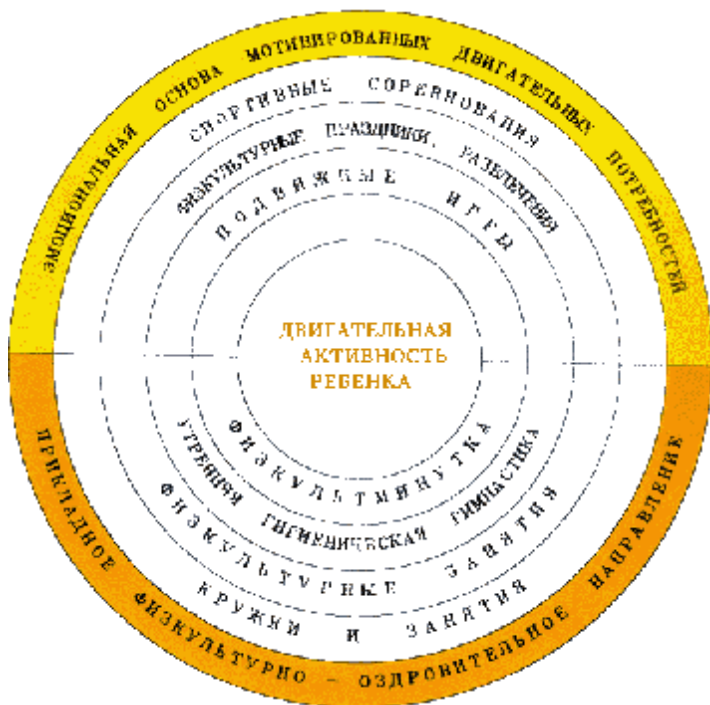 ЭМОЦИОНАЛЬНАЯ ОСНОВА МОТИВИРОВАННЫХ ДВИГАТЕЛЬНЫХ ПОТРЕБНОСТЕЙ
СПОРТИВНЫЕ СОРЕВНОВАНИЯ
ФИЗКУЛЬТУРНЫЕ ПРАЗДНИКИ, РАЗВЛЕЧЕНИЯ
ПОДВИЖНЫЕ ИГРЫ
ДВИГАТЕЛЬНАЯ
АКТИВНОСТЬ
РЕБЕНКА
ФИЗКУЛЬТМИНУТКА
УТРЕННЯЯ ГИГИЕНИЧЕСКАЯ ГИМНАСТИКА
ФИЗКУЛЬТУРНЫЕ ЗАНЯТИЯ
КРУЖКИ И ЗАНЯТИЯ
ПРИКЛАДНОЕ ФИЗКУЛЬТУРНО - ОЗДРОВИТЕЛЬНОЕ НАПРАВЛЕНИЕ